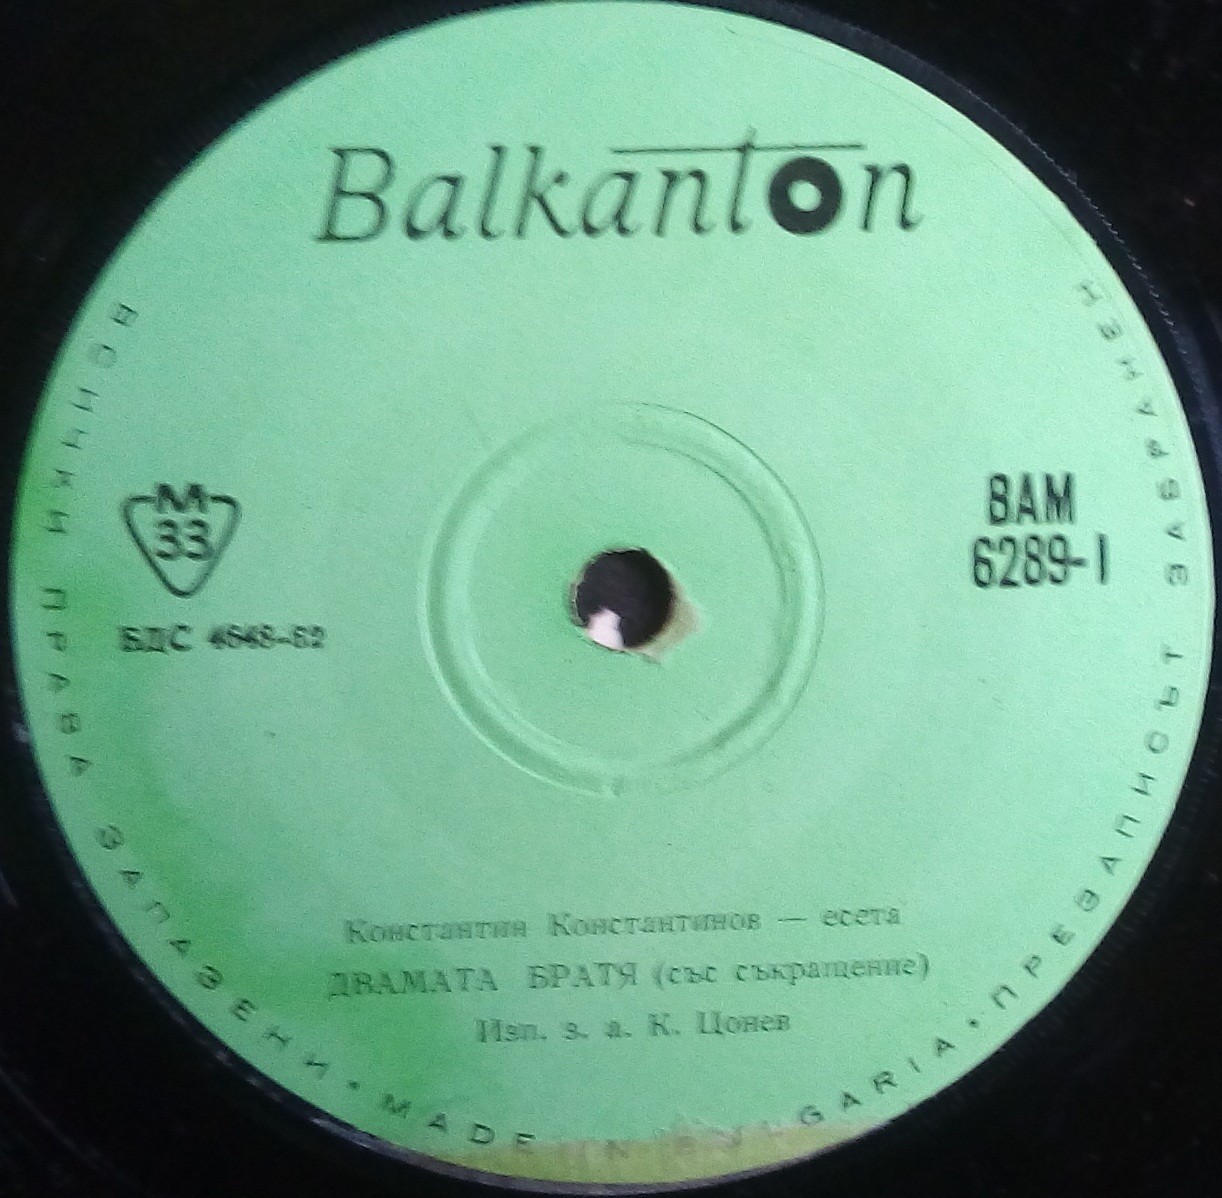 Balkanton
М
33
БДС 4648-62
ВАМ
6289-I
Константин Константинов — есета
ДВАМАТА БРАТЯ (със съкращение)
Изп. з. а. К. Цонев
ВСИЧКИ ПРАВА ЗАПАЗЕНИ • MADE IN BULGARIA • ПРЕЗАПИСЪТ ЗАБРАНЕН